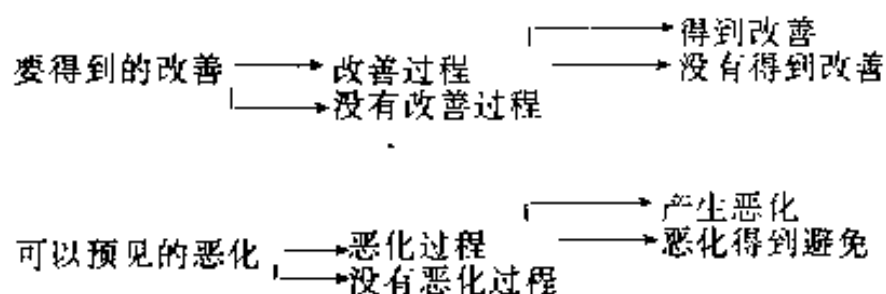 得到改善
要得到的改善 改善过程 没有得到改善
没有改善过程
产生恶化
可以预见的恶化 恶化过程 恶化得到避免
没有恶化过程